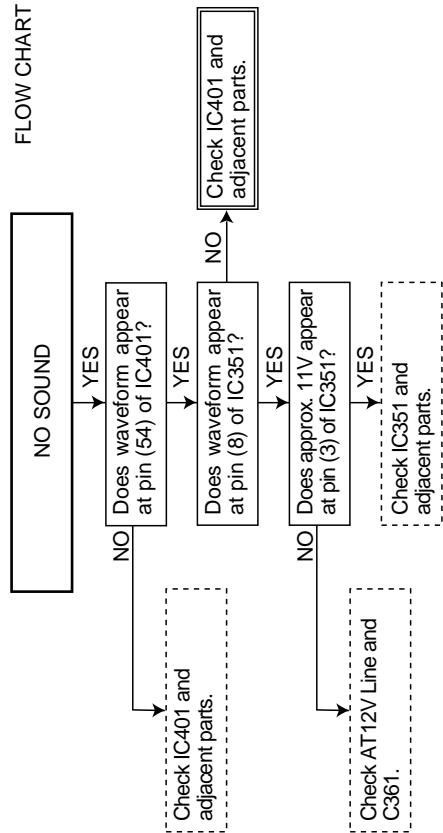 FLOW CHART
NO SOUND
YES
Does waveform appear
at pin (54) of IC401?
NO
Check IC401 and
adjacent parts.
YES
Does waveform appear
at pin (8) of IC351?
NO
Check IC401 and
adjacent parts.
YES
Does approx. 11V appear
at pin (3) of IC351?
NO
Check AT12V Line and
C361.
YES
Check IC351 and
adjacent parts.